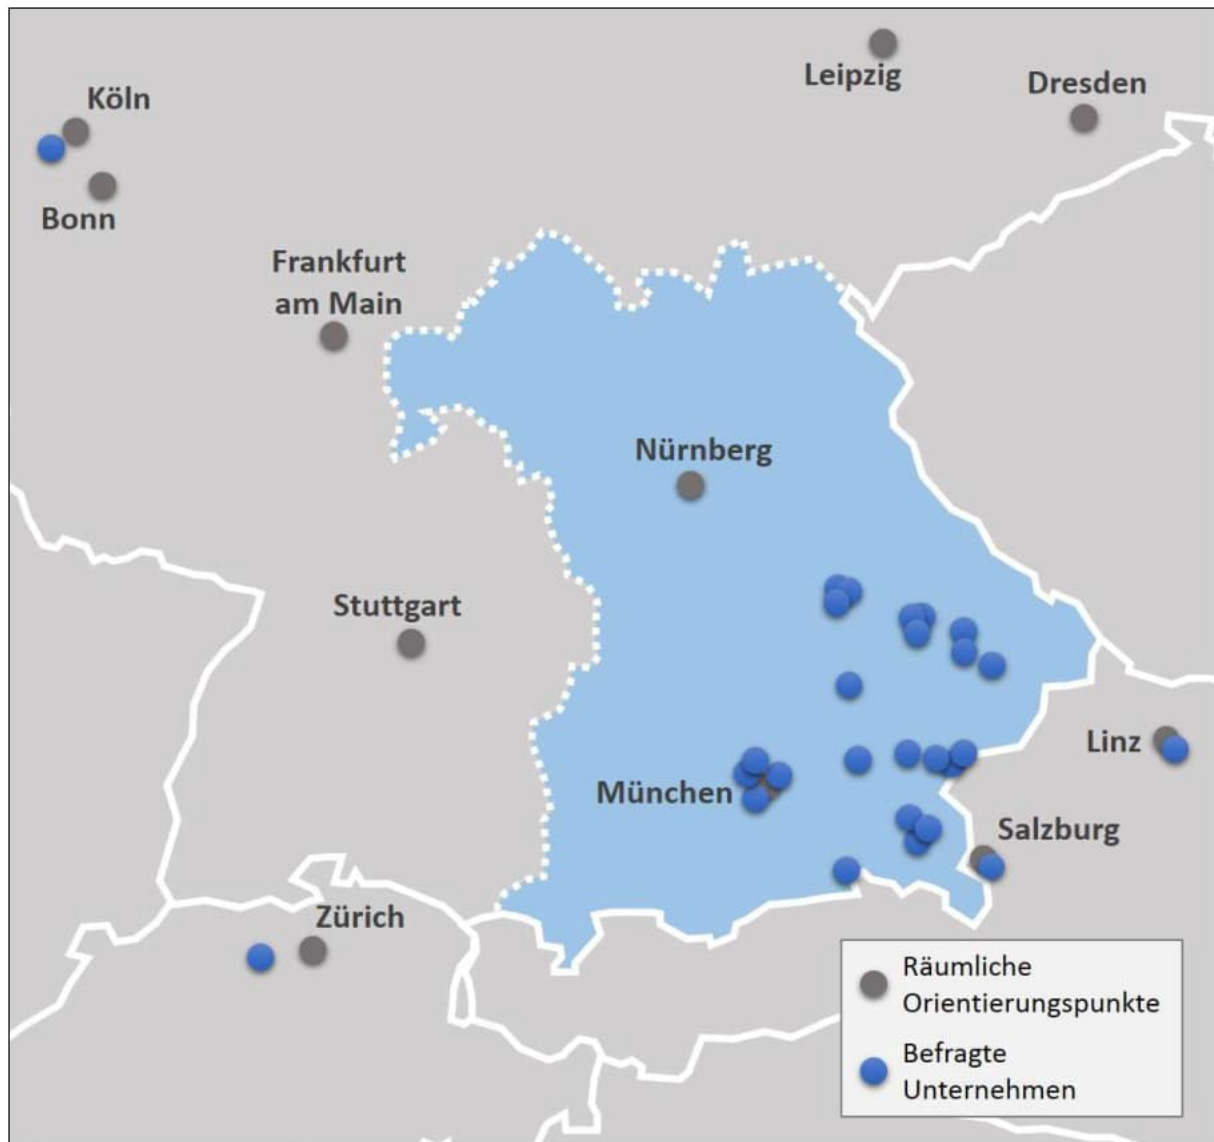 Leipzig
Dresden
Köln
Bonn
Frankfurt
am Main
Nürnberg
Stuttgart
Linz
München
Salzburg
Zürich
Räumliche
Orientierungspunkte
Befragte
Unternehmen